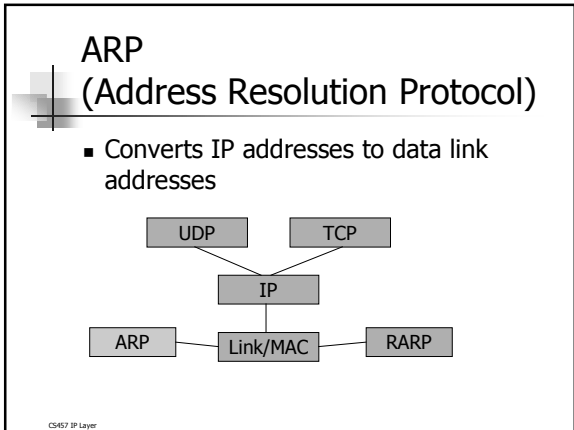 ARP
(Address Resolution Protocol)
■ Converts IP addresses to data link
addresses
UDP TCP
IP
ARP Link/MAC RARP
CS457 IP Layer